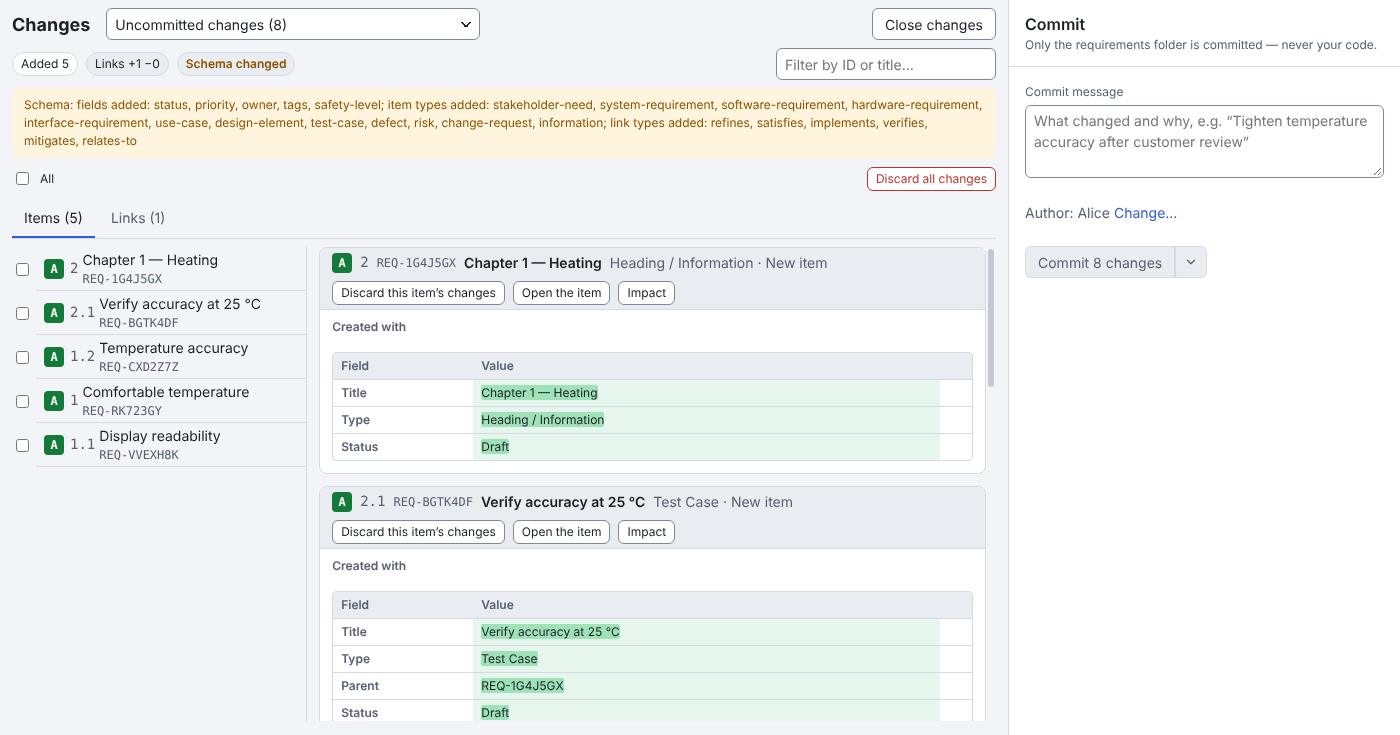 Changes
Uncommitted changes (8)
Close changes
Added 5
Links +1 −0
Schema changed
Filter by ID or title...
Schema: fields added: status, priority, owner, tags, safety-level; item types added: stakeholder-need, system-requirement, software-requirement, hardware-requirement,
interface-requirement, use-case, design-element, test-case, defect, risk, change-request, information; link types added: refines, satisfies, implements, verifies,
mitigates, relates-to
All
Discard all changes
Items (5)
Links (1)
A 2 Chapter 1 — Heating
REQ-1G4J5GX
A 2.1 Verify accuracy at 25 °C
REQ-BGTK4DF
A 1.2 Temperature accuracy
REQ-CXD2Z7Z
A 1 Comfortable temperature
REQ-RK723GY
A 1.1 Display readability
REQ-VVEXH8K
A 2 REQ-1G4J5GX Chapter 1 — Heating Heading / Information · New item
Discard this item’s changes
Open the item
Impact
Created with
Field Value
Title Chapter 1 — Heating
Type Heading / Information
Status Draft
A 2.1 REQ-BGTK4DF Verify accuracy at 25 °C Test Case · New item
Discard this item’s changes
Open the item
Impact
Created with
Field Value
Title Verify accuracy at 25 °C
Type Test Case
Parent REQ-1G4J5GX
Status Draft
Commit
Only the requirements folder is committed — never your code.
Commit message
What changed and why, e.g. “Tighten temperature
accuracy after customer review”
Author: Alice Change...
Commit 8 changes